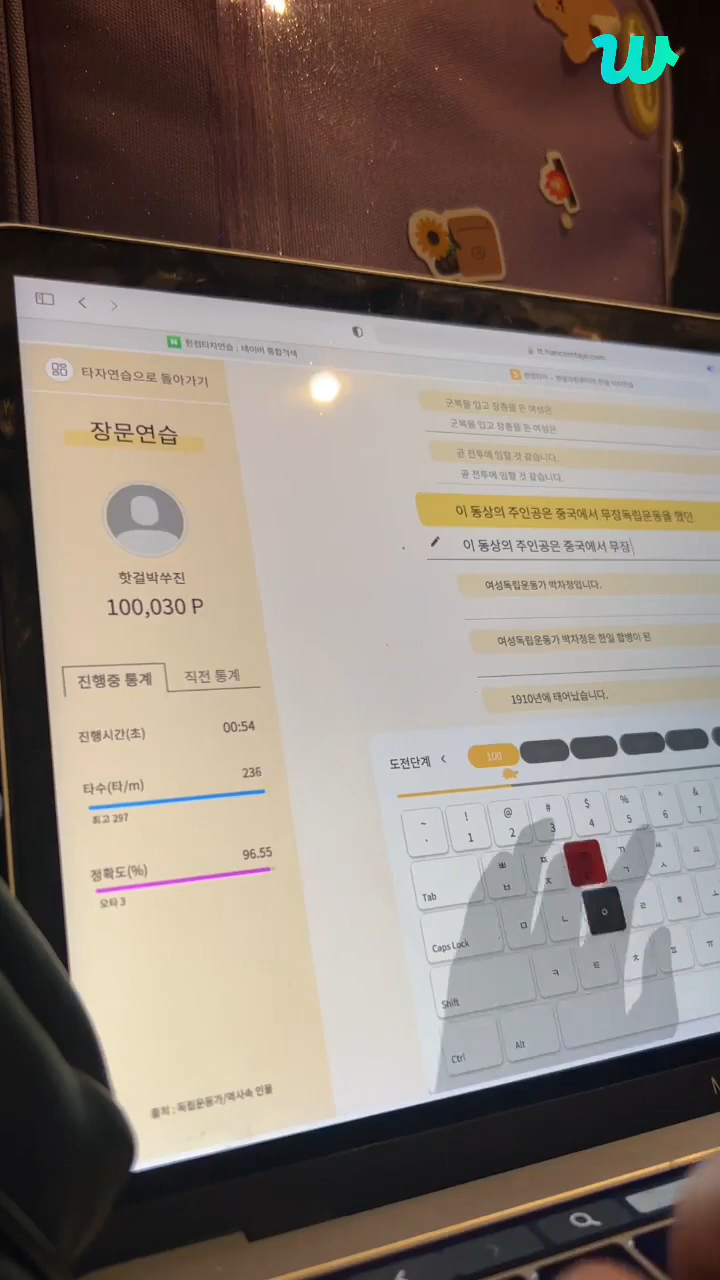 w
한컴타자연습 : 네이버 통합검색
tt.hancomtaja.com
타자연습으로 돌아가기
장문연습
핫걸박쑤진
100,030 P
진행중 통계
직전 통계
진행시간(초)
00:54
타수(타/m)
236
최고 297
정확도(%)
96.55
오타 3
출처 : 독립운동가/역사속 인물
군복을 입고 장총을 든 여성은
군복을 입고 장총을 든 여성은
곧 전투에 임할 것 같습니다.
곧 전투에 임할 것 같습니다.
이 동상의 주인공은 중국에서 무장독립운동을 했던
이 동상의 주인공은 중국에서 무장
여성독립운동가 박차정입니다.
여성독립운동가 박차정은 한일 합병이 된
1910년에 태어났습니다.
도전단계
100
~ ! @ # $ % ^ &
1 2 3 4 5 6 7
Tab ㅃ ㅂ ㅉ ㅈ ㄲ ㄱ ㅆ ㅅ ㅛ
Caps Lock ㅁ ㄴ ㅇ ㄹ ㅎ ㅗ
Shift ㅋ ㅌ ㅊ ㅍ ㅠ
Ctrl Alt